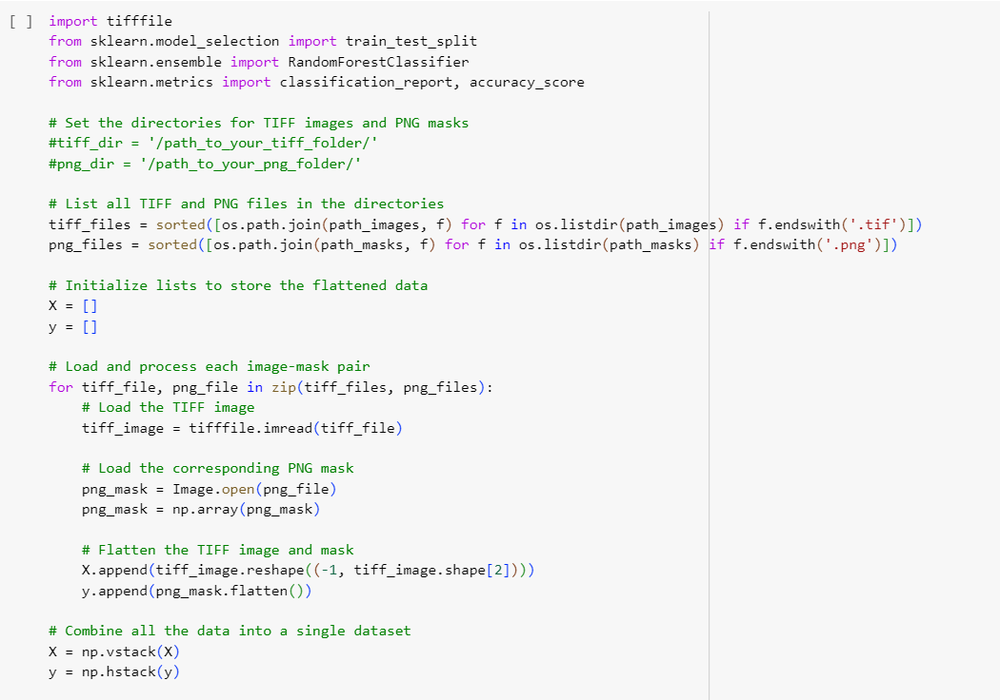 [ ] import tifffile
from sklearn.model_selection import train_test_split
from sklearn.ensemble import RandomForestClassifier
from sklearn.metrics import classification_report, accuracy_score

# Set the directories for TIFF images and PNG masks
#tiff_dir = '/path_to_your_tiff_folder/'
#png_dir = '/path_to_your_png_folder/'

# List all TIFF and PNG files in the directories
tiff_files = sorted([os.path.join(path_images, f) for f in os.listdir(path_images) if f.endswith('.tif')])
png_files = sorted([os.path.join(path_masks, f) for f in os.listdir(path_masks) if f.endswith('.png')])

# Initialize lists to store the flattened data
X = []
y = []

# Load and process each image-mask pair
for tiff_file, png_file in zip(tiff_files, png_files):
    # Load the TIFF image
    tiff_image = tifffile.imread(tiff_file)

    # Load the corresponding PNG mask
    png_mask = Image.open(png_file)
    png_mask = np.array(png_mask)

    # Flatten the TIFF image and mask
    X.append(tiff_image.reshape((-1, tiff_image.shape[2])))
    y.append(png_mask.flatten())

# Combine all the data into a single dataset
X = np.vstack(X)
y = np.hstack(y)